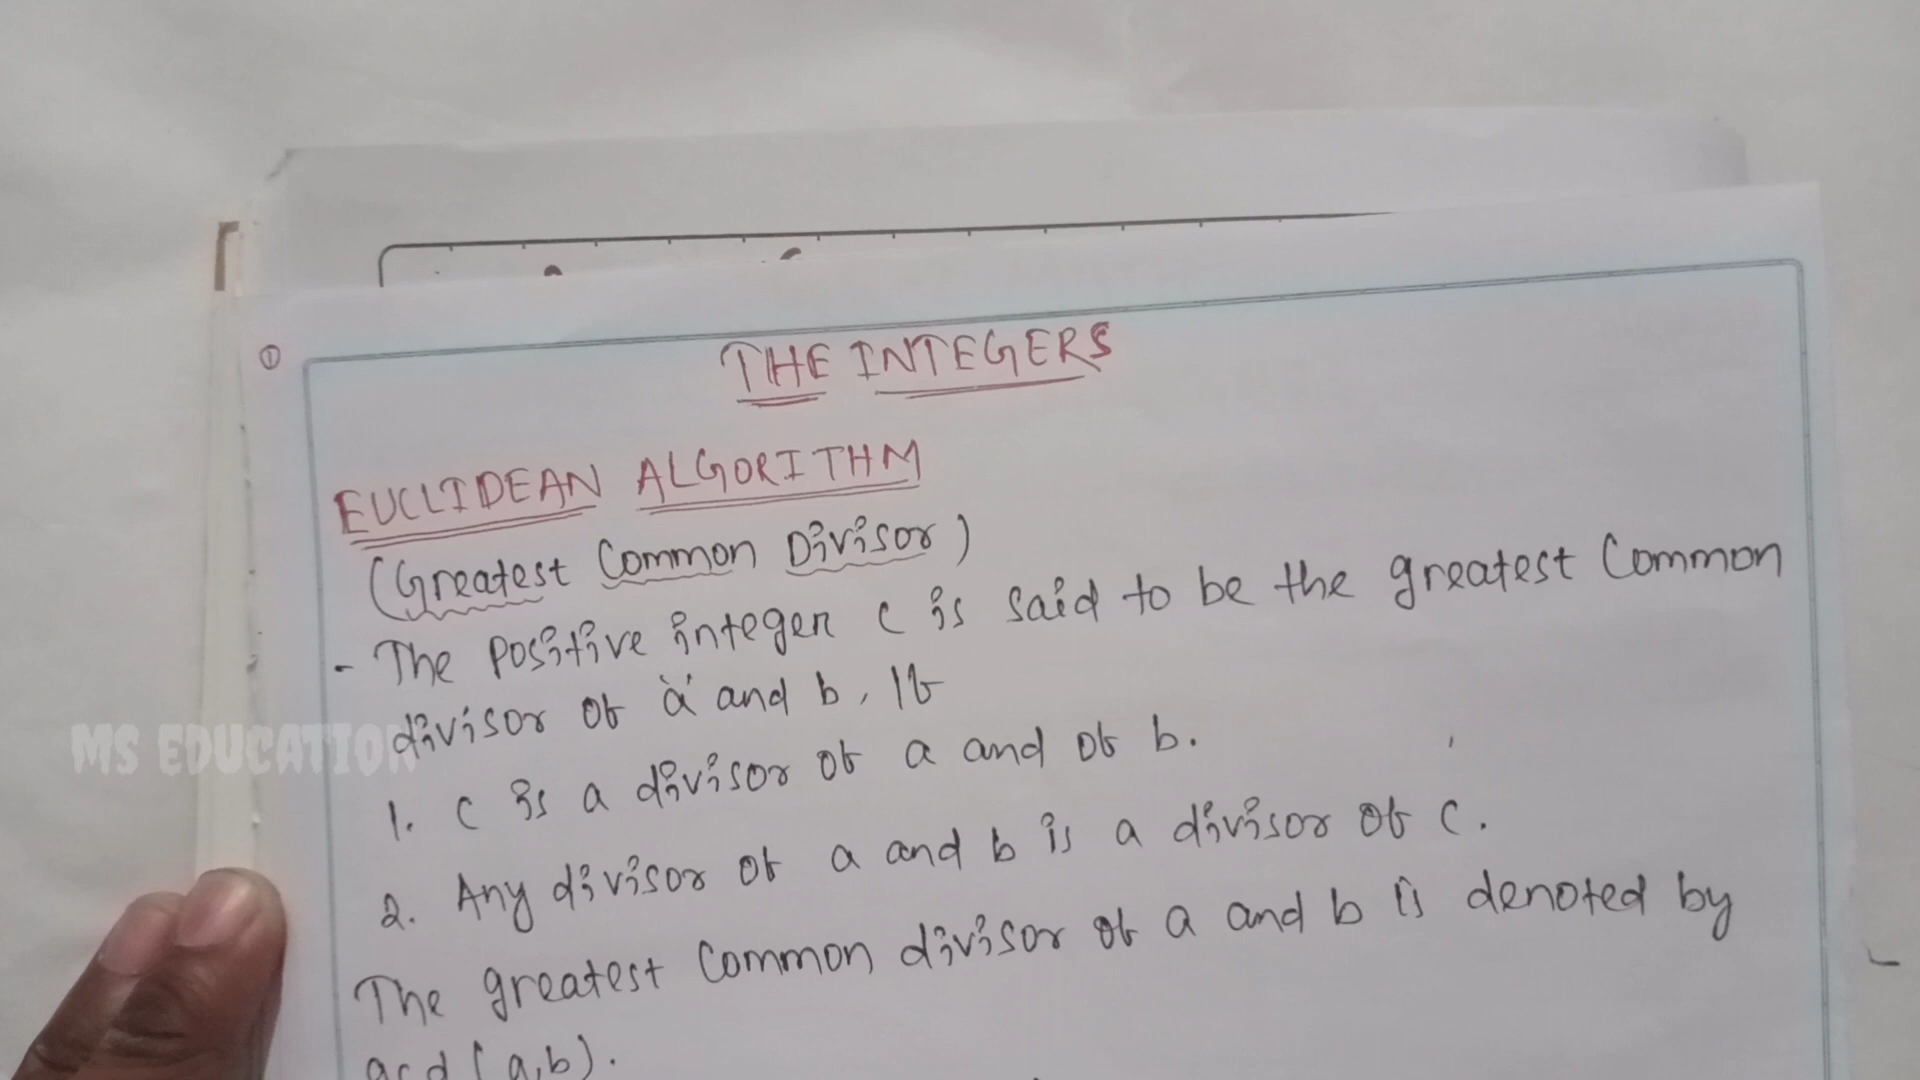 ①
THE INTEGERS
EUCLIDEAN ALGORITHM
(Greatest Common Divisor)
- The positive integer c is said to be the greatest Common
divisor of 'a' and b, if
1. C is a divisor of a and of b.
2. Any divisor of a and b is a divisor of c.
The greatest Common divisor of a and b is denoted by
gcd (a,b).
MS EDUCATION